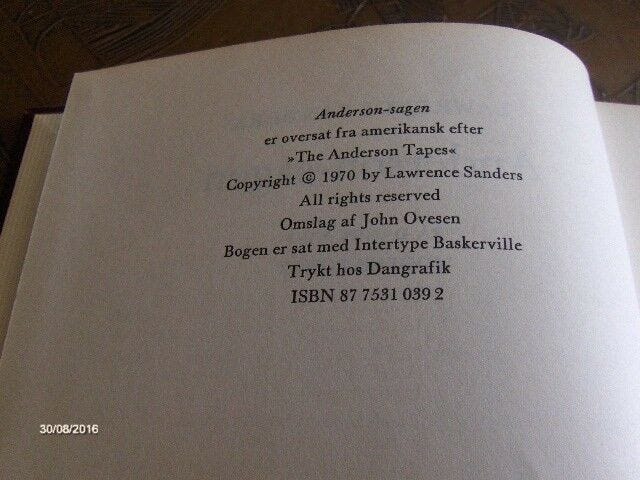 Anderson-sagen
er oversat fra amerikansk efter
»The Anderson Tapes«
Copyright © 1970 by Lawrence Sanders
All rights reserved
Omslag af John Ovesen
Bogen er sat med Intertype Baskerville
Trykt hos Dangrafik
ISBN 87 7531 039 2
30/08/2016